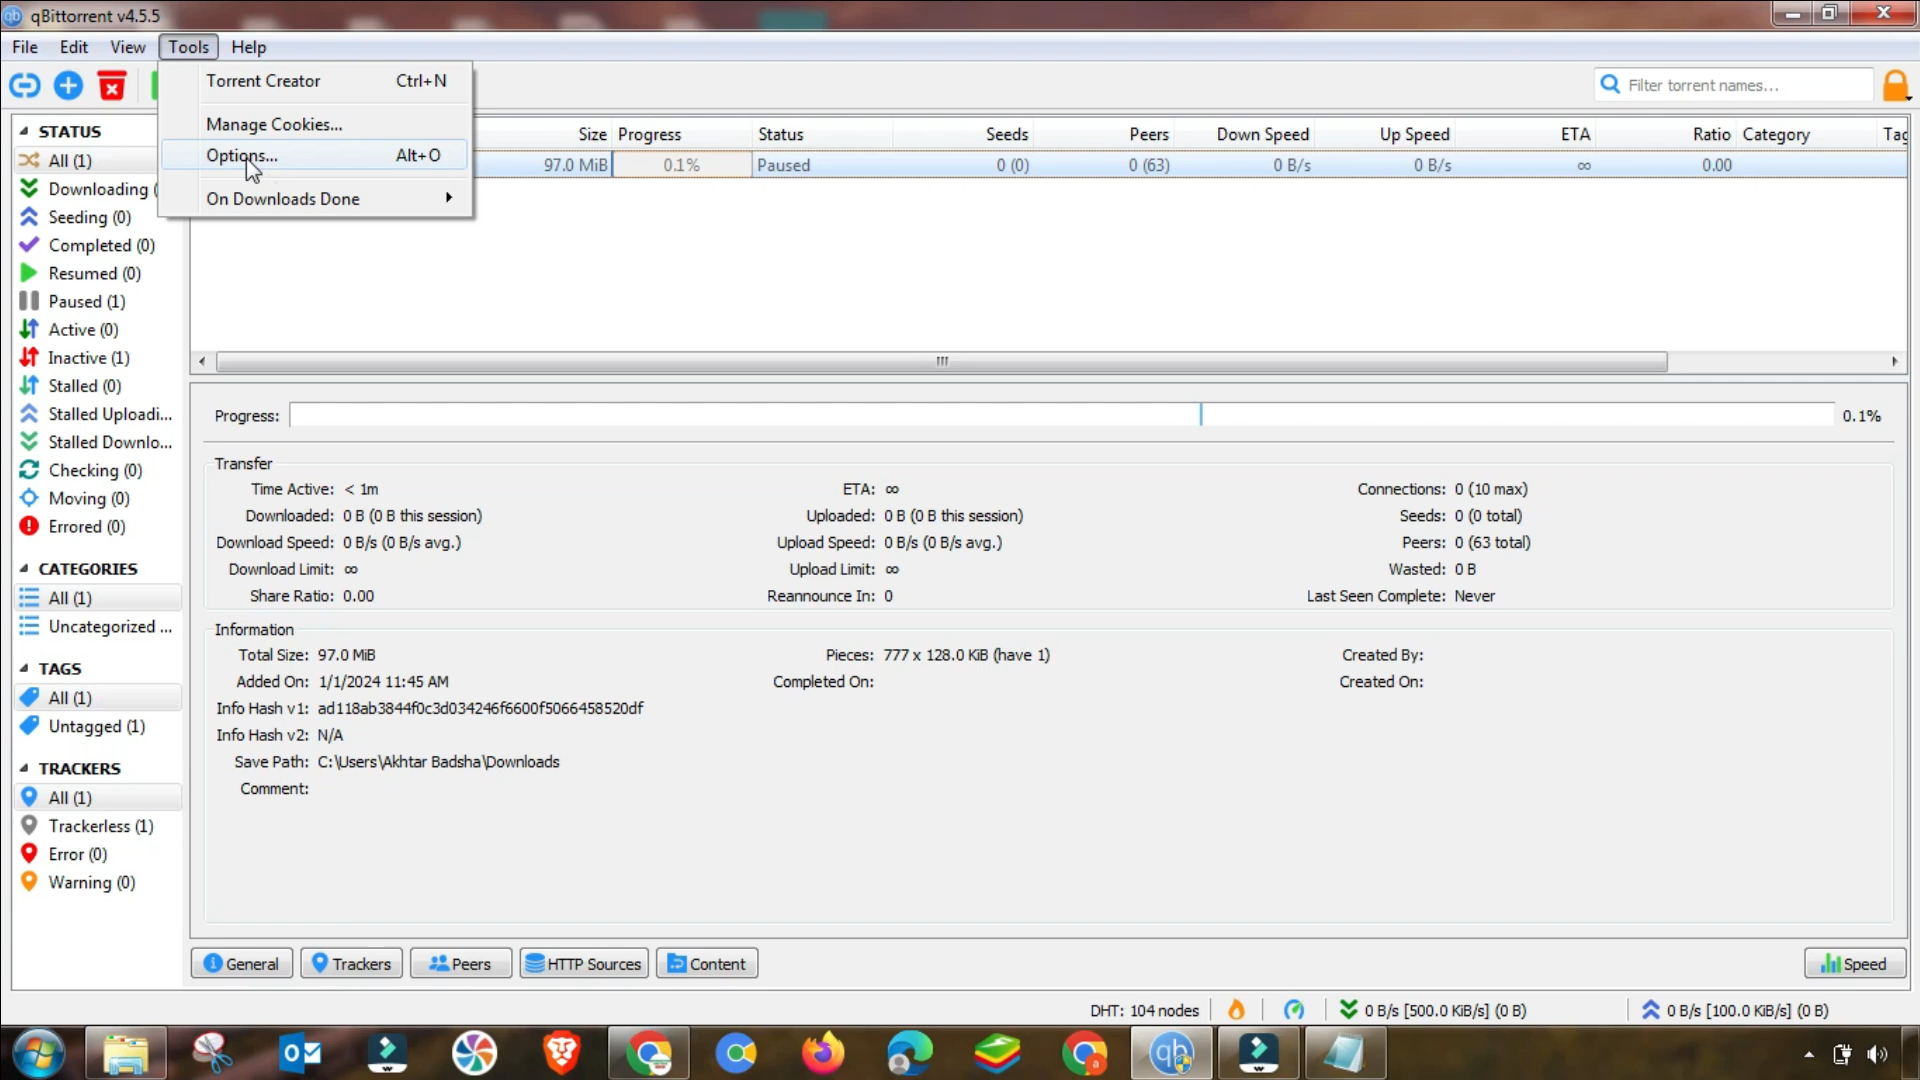 qBittorrent v4.5.5
File Edit View Tools Help
Torrent Creator Ctrl+N
Manage Cookies...
Options... Alt+O
On Downloads Done
Filter torrent names...
Size Progress Status Seeds Peers Down Speed Up Speed ETA Ratio Category Tag
97.0 MiB 0.1% Paused 0 (0) 0 (63) 0 B/s 0 B/s ∞ 0.00
STATUS
All (1)
Downloading (
Seeding (0)
Completed (0)
Resumed (0)
Paused (1)
Active (0)
Inactive (1)
Stalled (0)
Stalled Uploadi...
Stalled Downlo...
Checking (0)
Moving (0)
Errored (0)
CATEGORIES
All (1)
Uncategorized ...
TAGS
All (1)
Untagged (1)
TRACKERS
All (1)
Trackerless (1)
Error (0)
Warning (0)
Progress: 0.1%
Transfer
Time Active: < 1m ETA: ∞ Connections: 0 (10 max)
Downloaded: 0 B (0 B this session) Uploaded: 0 B (0 B this session) Seeds: 0 (0 total)
Download Speed: 0 B/s (0 B/s avg.) Upload Speed: 0 B/s (0 B/s avg.) Peers: 0 (63 total)
Download Limit: ∞ Upload Limit: ∞ Wasted: 0 B
Share Ratio: 0.00 Reannounce In: 0 Last Seen Complete: Never
Information
Total Size: 97.0 MiB Pieces: 777 x 128.0 KiB (have 1) Created By:
Added On: 1/1/2024 11:45 AM Completed On: Created On:
Info Hash v1: ad118ab3844f0c3d034246f6600f5066458520df
Info Hash v2: N/A
Save Path: C:\Users\Akhtar Badsha\Downloads
Comment:
General Trackers Peers HTTP Sources Content Speed
DHT: 104 nodes 0 B/s [500.0 KiB/s] (0 B) 0 B/s [100.0 KiB/s] (0 B)